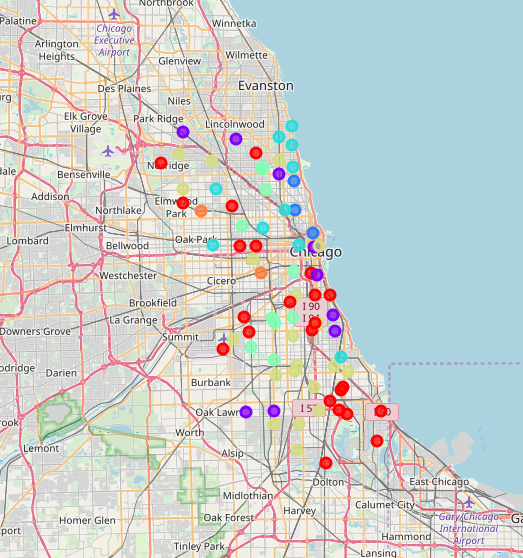 Northbrook
Palatine
Winnetka
Chicago
Executive
Airport
Arlington
Heights
Wilmette
Glenview
Des Plaines
Evanston
Niles
Elk Grove
Village
Park Ridge
Lincolnwood
Bensenville
Addison
Northlake
Park
Elmhurst
Lombard
Bellwood
Oak Park
Chicago
Westchester
Cicero
Brookfield
I 90
La Grange
Downers Grove
Summit
Darien
Burbank
Oak Lawn
I 57
Lemont
Worth
Alsip
Dolton
East Chicago
Midlothian
Calumet City
Gary/Chicago
International
Airport
Homer Glen
Oak Forest
Harvey
Hammond
Tinley Park
Lansing